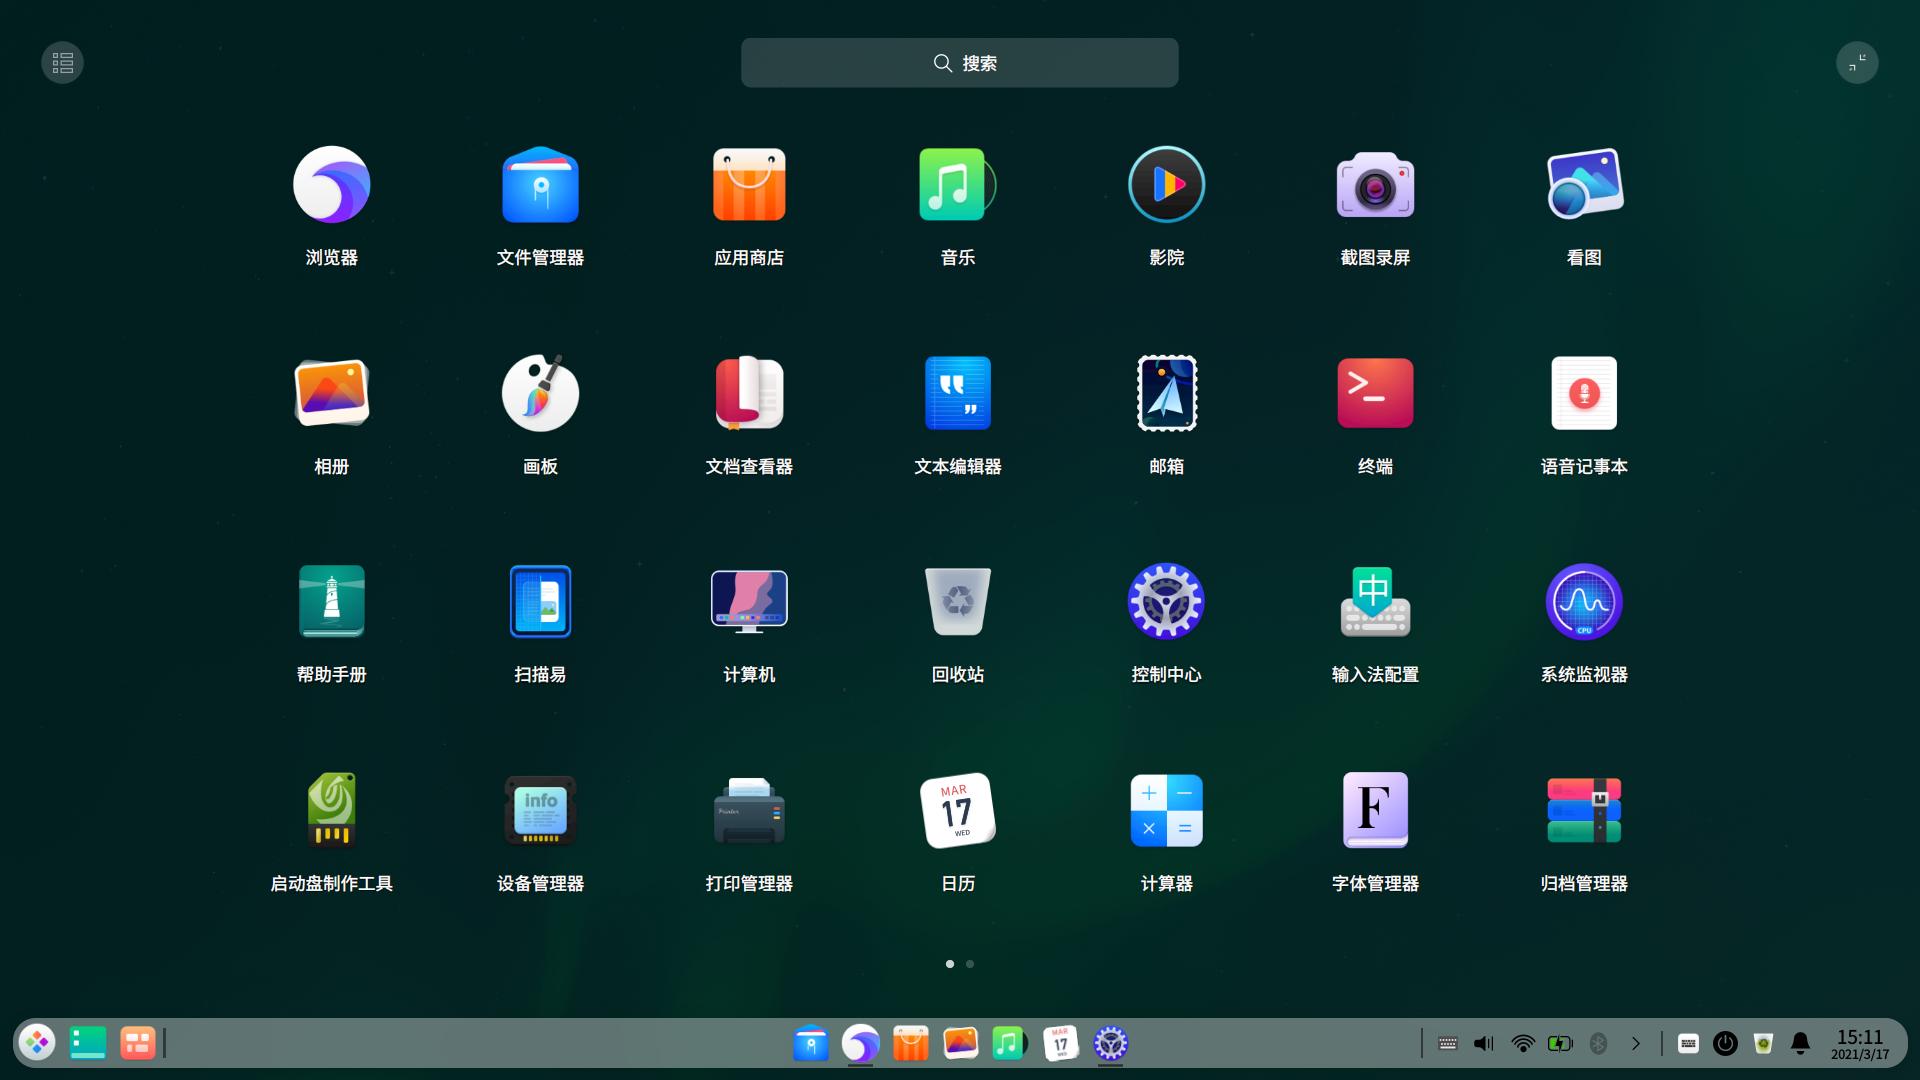 搜索
浏览器
文件管理器
应用商店
音乐
影院
截图录屏
看图
相册
画板
文档查看器
文本编辑器
邮箱
终端
语音记事本
CPU
帮助手册
扫描易
计算机
回收站
中
控制中心
输入法配置
系统监视器
info
Printer
MAR
17
WED
F
启动盘制作工具
设备管理器
打印管理器
日历
计算器
字体管理器
归档管理器
MAR
17
WED
15:11
2021/3/17